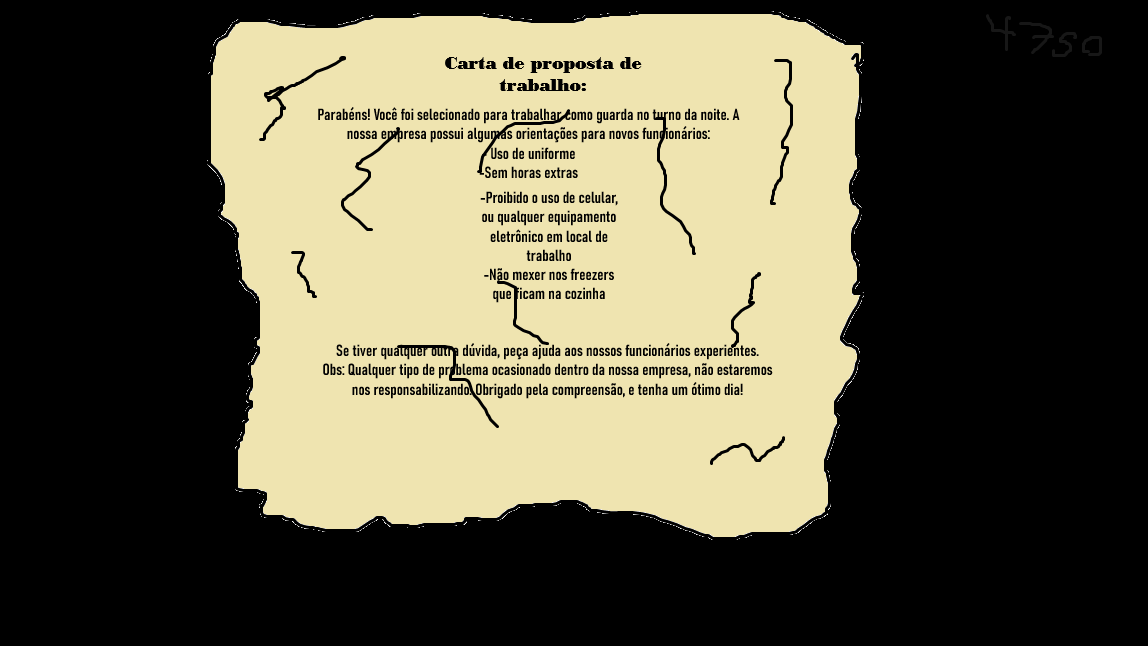 4750
Carta de proposta de
trabalho:
Parabéns! Você foi selecionado para trabalhar como guarda no turno da noite. A
nossa empresa possui algumas orientações para novos funcionários:
Uso de uniforme
-Sem horas extras
-Proibido o uso de celular,
ou qualquer equipamento
eletrônico em local de
trabalho
-Não mexer nos freezers
que ficam na cozinha
Se tiver qualquer outra dúvida, peça ajuda aos nossos funcionários experientes.
Obs: Qualquer tipo de problema ocasionado dentro da nossa empresa, não estaremos
nos responsabilizando. Obrigado pela compreensão, e tenha um ótimo dia!